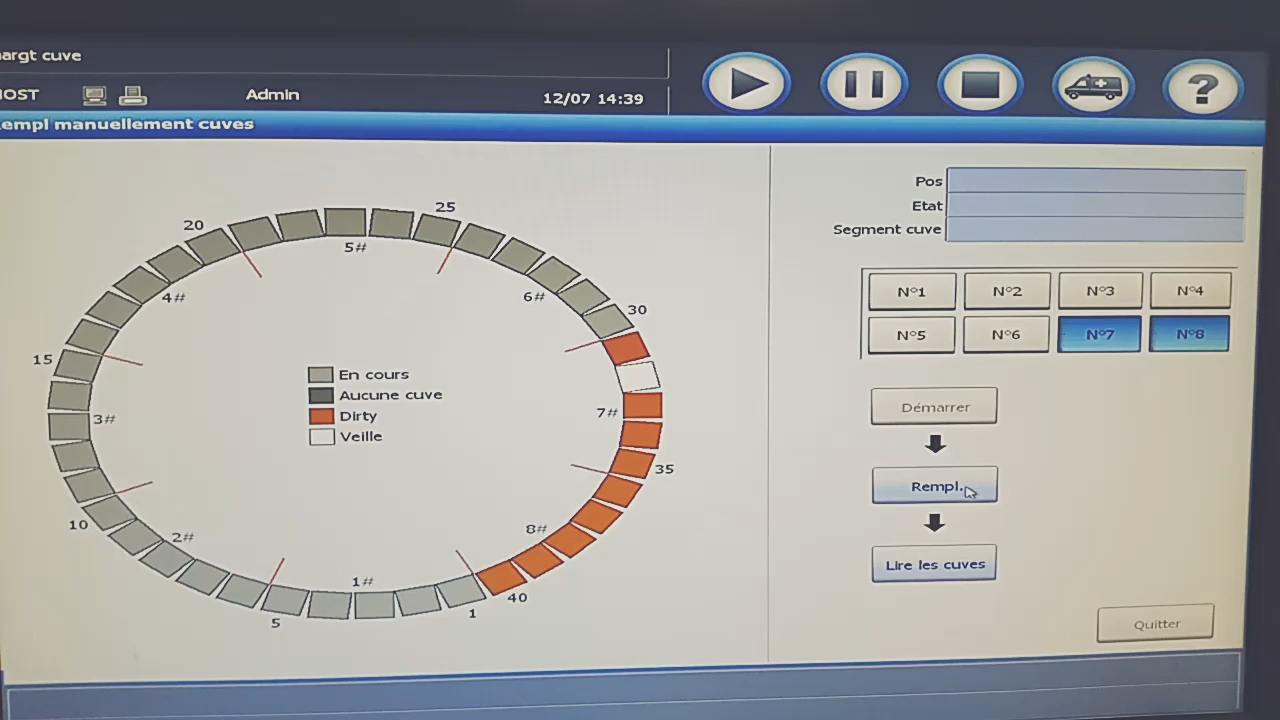 argt cuve
HOST
Admin
12/07 14:39
?
empl manuellement cuves
Pos
Etat
Segment cuve
N°1
N°2
N°3
N°4
N°5
N°6
N°7
N°8
Démarrer
Rempl.
Lire les cuves
Quitter
20
25
5#
4#
6#
30
15
En cours
Aucune cuve
Dirty
Veille
3#
7#
35
10
2#
8#
1#
40
5
1